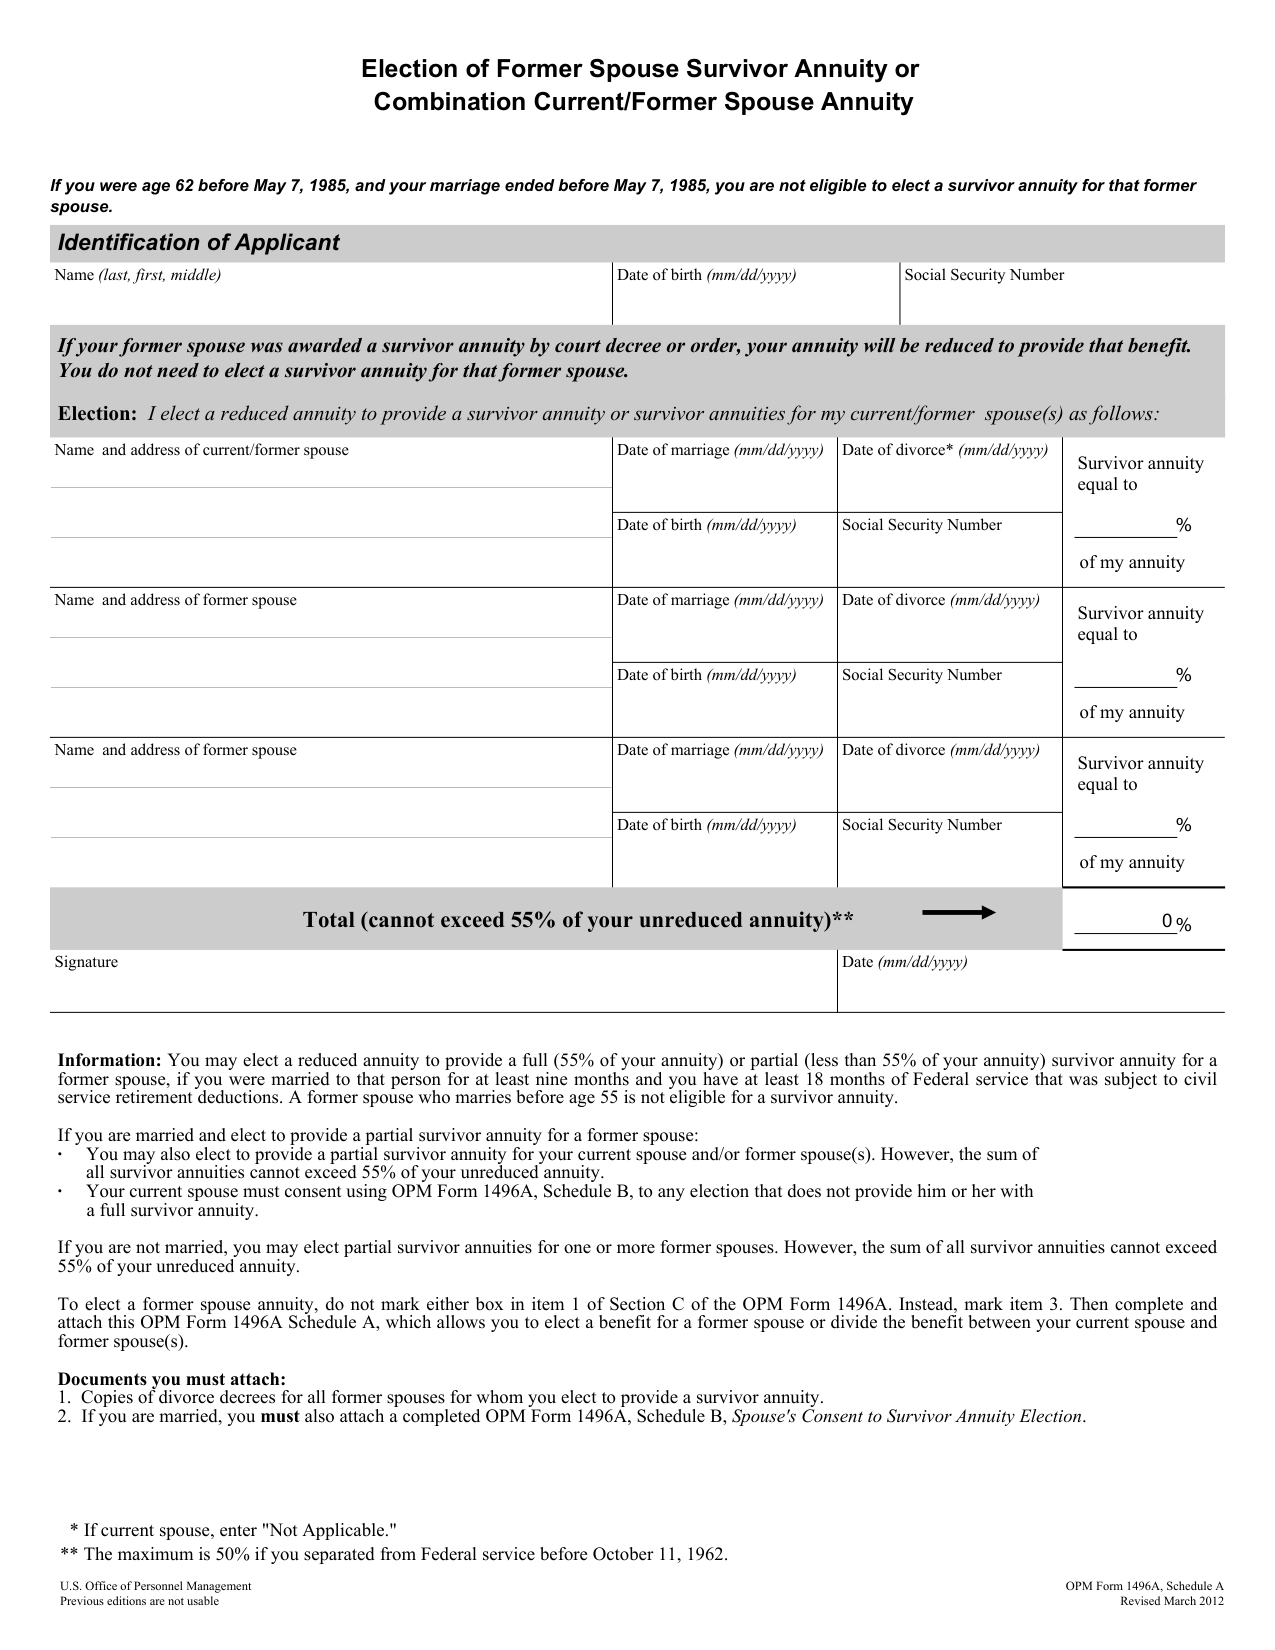 Election of Former Spouse Survivor Annuity or
Combination Current/Former Spouse Annuity
If you were age 62 before May 7, 1985, and your marriage ended before May 7, 1985, you are not eligible to elect a survivor annuity for that former
spouse.
Identification of Applicant
Name (last, first, middle)
Date of birth (mm/dd/yyyy)
Social Security Number
If your former spouse was awarded a survivor annuity by court decree or order, your annuity will be reduced to provide that benefit.
You do not need to elect a survivor annuity for that former spouse.
Election: I elect a reduced annuity to provide a survivor annuity or survivor annuities for my current/former spouse(s) as follows:
Name and address of current/former spouse
Date of marriage (mm/dd/yyyy)
Date of divorce* (mm/dd/yyyy)
Survivor annuity
equal to
Date of birth (mm/dd/yyyy)
Social Security Number
%
of my annuity
Name and address of former spouse
Date of marriage (mm/dd/yyyy)
Date of divorce (mm/dd/yyyy)
Survivor annuity
equal to
Date of birth (mm/dd/yyyy)
Social Security Number
%
of my annuity
Name and address of former spouse
Date of marriage (mm/dd/yyyy)
Date of divorce (mm/dd/yyyy)
Survivor annuity
equal to
Date of birth (mm/dd/yyyy)
Social Security Number
%
of my annuity
Total (cannot exceed 55% of your unreduced annuity)**
0 %
Signature
Date (mm/dd/yyyy)
Information: You may elect a reduced annuity to provide a full (55% of your annuity) or partial (less than 55% of your annuity) survivor annuity for a
former spouse, if you were married to that person for at least nine months and you have at least 18 months of Federal service that was subject to civil
service retirement deductions. A former spouse who marries before age 55 is not eligible for a survivor annuity.
If you are married and elect to provide a partial survivor annuity for a former spouse:
· You may also elect to provide a partial survivor annuity for your current spouse and/or former spouse(s). However, the sum of
all survivor annuities cannot exceed 55% of your unreduced annuity.
· Your current spouse must consent using OPM Form 1496A, Schedule B, to any election that does not provide him or her with
a full survivor annuity.
If you are not married, you may elect partial survivor annuities for one or more former spouses. However, the sum of all survivor annuities cannot exceed
55% of your unreduced annuity.
To elect a former spouse annuity, do not mark either box in item 1 of Section C of the OPM Form 1496A. Instead, mark item 3. Then complete and
attach this OPM Form 1496A Schedule A, which allows you to elect a benefit for a former spouse or divide the benefit between your current spouse and
former spouse(s).
Documents you must attach:
1. Copies of divorce decrees for all former spouses for whom you elect to provide a survivor annuity.
2. If you are married, you must also attach a completed OPM Form 1496A, Schedule B, Spouse's Consent to Survivor Annuity Election.
* If current spouse, enter "Not Applicable."
** The maximum is 50% if you separated from Federal service before October 11, 1962.
U.S. Office of Personnel Management
Previous editions are not usable
OPM Form 1496A, Schedule A
Revised March 2012